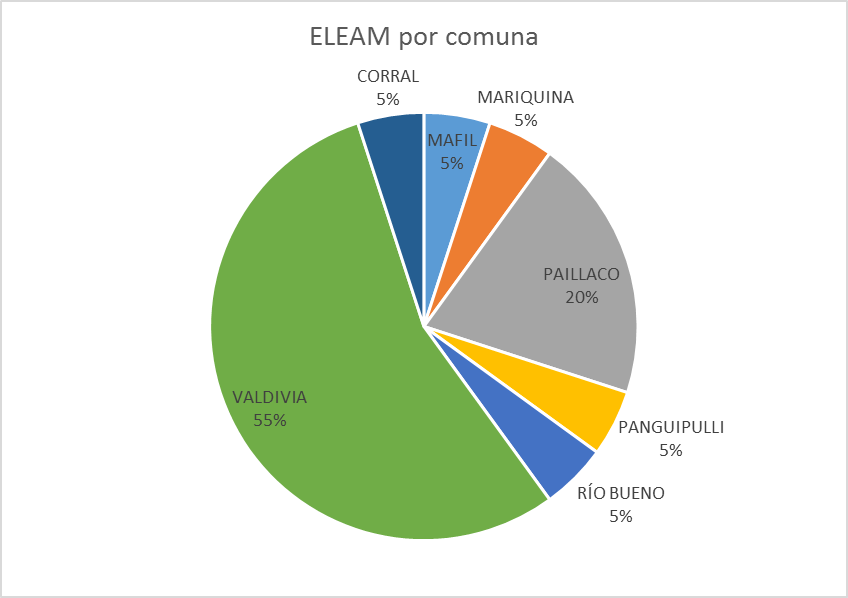 ELEAM por comuna
CORRAL
5%
MAFIL
5%
MARIQUINA
5%
PAILLACO
20%
PANGUIPULLI
5%
RÍO BUENO
5%
VALDIVIA
55%